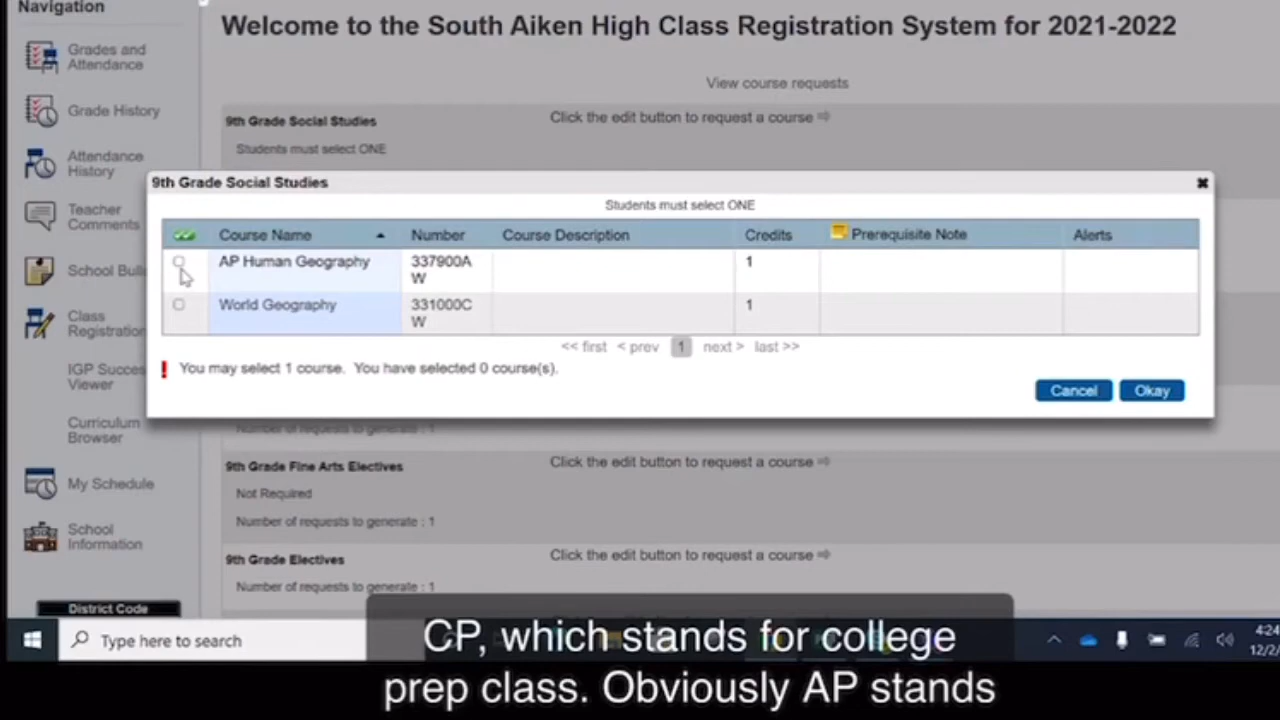 Navigation
Welcome to the South Aiken High Class Registration System for 2021-2022
Grades and
Attendance
View course requests
Grade History
9th Grade Social Studies
Click the edit button to request a course
Students must select ONE
Attendance
History
9th Grade Social Studies
Students must select ONE
Teacher
Comments
Course Name Number Course Description Credits Prerequisite Note Alerts
AP Human Geography 337900A 1
W
School
World Geography 331000C 1
W
Class
Registration
<< first < prev 1 next > last >>
! You may select 1 course. You have selected 0 course(s).
IGP
Viewer
Cancel Okay
Curriculum
Browser
Number of requests to generate : 1
9th Grade Fine Arts Electives
Click the edit button to request a course
My Schedule
Not Required
Number of requests to generate : 1
School
Information
9th Grade Electives
Click the edit button to request a course
Number of requests to generate : 1
District Code
Type here to search
4:24
12/2/
CP, which stands for college
prep class. Obviously AP stands